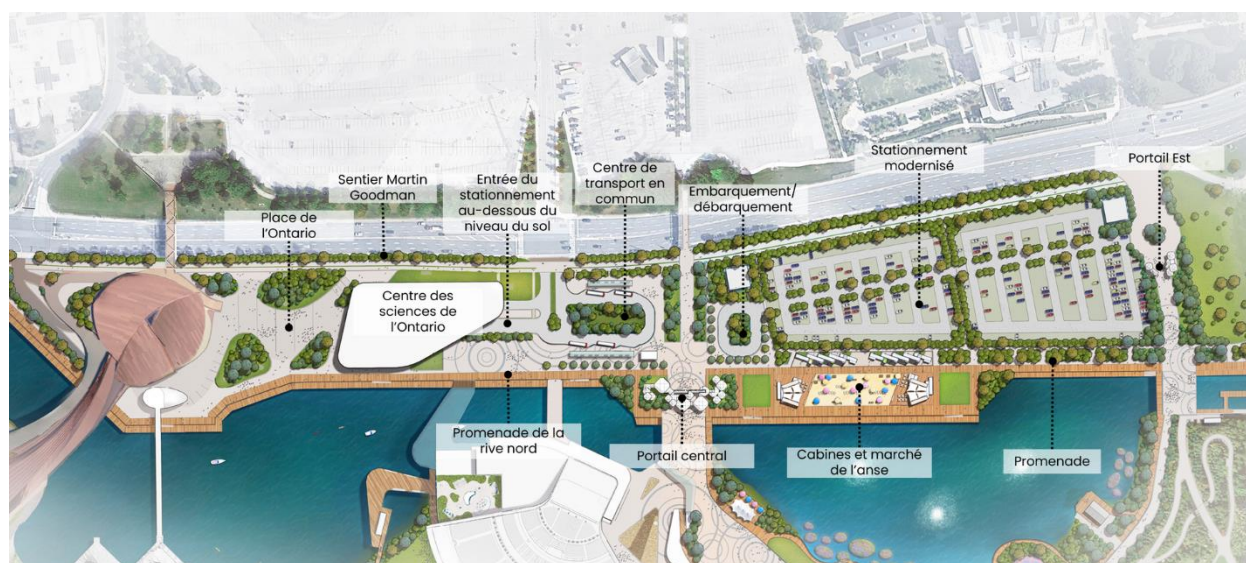 Stationnement
modernisé
Portail Est
Centre de
transport en
commun
Sentier Martin
Goodman
Entrée du
stationnement
au-dessous du
niveau du sol
Embarquement/
débarquement
Place de
l'Ontario
Centre des
sciences de
l'Ontario
Promenade de la
rive nord
Portail central
Cabines et marché
de l'anse
Promenade